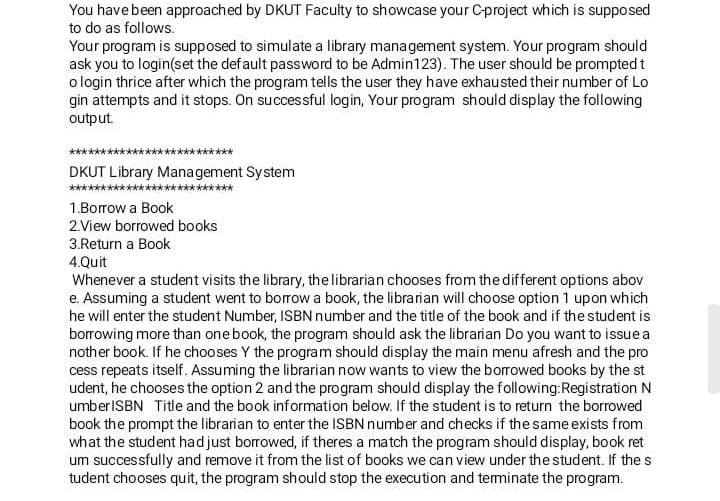 You have been approached by DKUT Faculty to showcase your C-project which is supposed
to do as follows.
Your program is supposed to simulate a library management system. Your program should
ask you to login(set the default password to be Admin123). The user should be prompted t
o login thrice after which the program tells the user they have exhausted their number of Lo
gin attempts and it stops. On successful login, Your program should display the following
output.
**************************
DKUT Library Management System
**************************
1.Borrow a Book
2.View borrowed books
3.Return a Book
4.Quit
Whenever a student visits the library, the librarian chooses from the different options abov
e. Assuming a student went to borrow a book, the librarian will choose option 1 upon which
he will enter the student Number, ISBN number and the title of the book and if the student is
borrowing more than one book, the program should ask the librarian Do you want to issue a
nother book. If he chooses Y the program should display the main menu afresh and the pro
cess repeats itself. Assuming the librarian now wants to view the borrowed books by the st
udent, he chooses the option 2 and the program should display the following:Registration N
umberISBN Title and the book information below. If the student is to return the borrowed
book the prompt the librarian to enter the ISBN number and checks if the same exists from
what the student had just borrowed, if theres a match the program should display, book ret
urn successfully and remove it from the list of books we can view under the student. If the s
tudent chooses quit, the program should stop the execution and terminate the program.